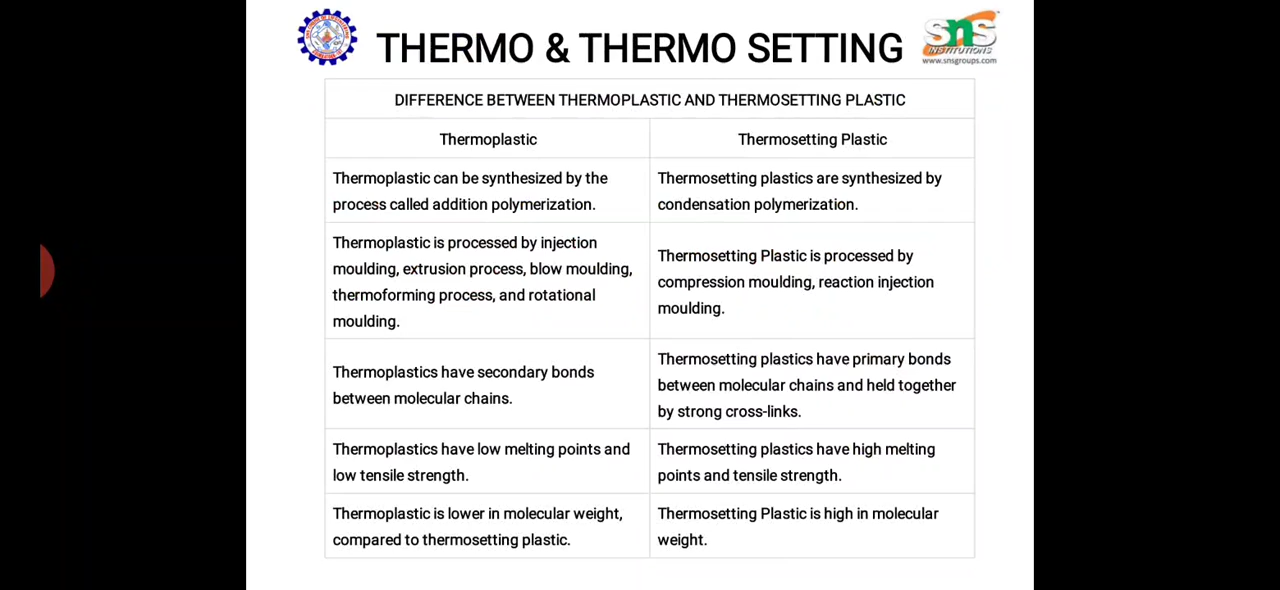 THERMO & THERMO SETTING
SNS
INSTITUTIONS
www.snsgroups.com
DIFFERENCE BETWEEN THERMOPLASTIC AND THERMOSETTING PLASTIC
Thermoplastic
Thermosetting Plastic
Thermoplastic can be synthesized by the
process called addition polymerization.
Thermosetting plastics are synthesized by
condensation polymerization.
Thermoplastic is processed by injection
moulding, extrusion process, blow moulding,
thermoforming process, and rotational
moulding.
Thermosetting Plastic is processed by
compression moulding, reaction injection
moulding.
Thermoplastics have secondary bonds
between molecular chains.
Thermosetting plastics have primary bonds
between molecular chains and held together
by strong cross-links.
Thermoplastics have low melting points and
low tensile strength.
Thermosetting plastics have high melting
points and tensile strength.
Thermoplastic is lower in molecular weight,
compared to thermosetting plastic.
Thermosetting Plastic is high in molecular
weight.